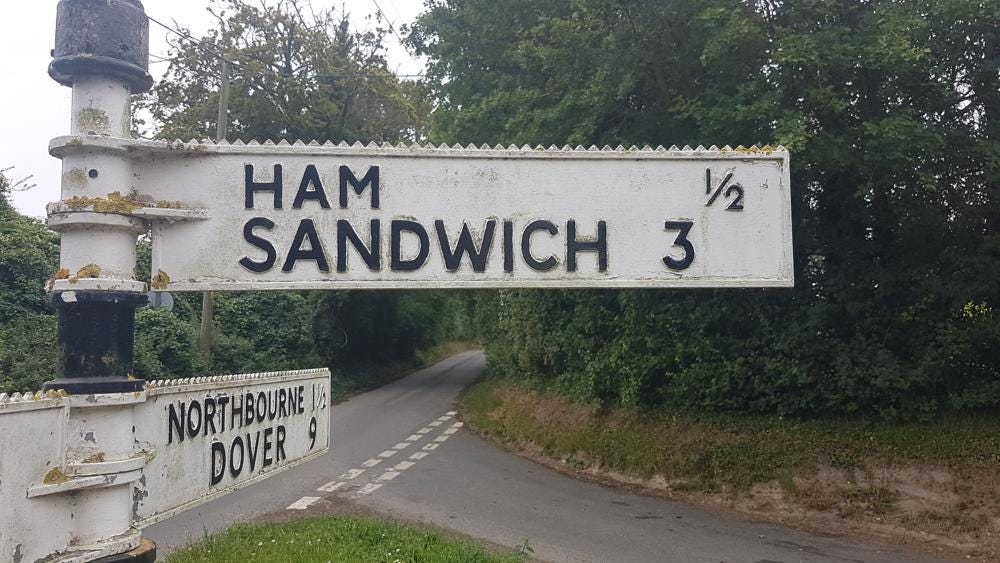 HAM ½
SANDWICH 3
NORTHBOURNE 1½
DOVER 9